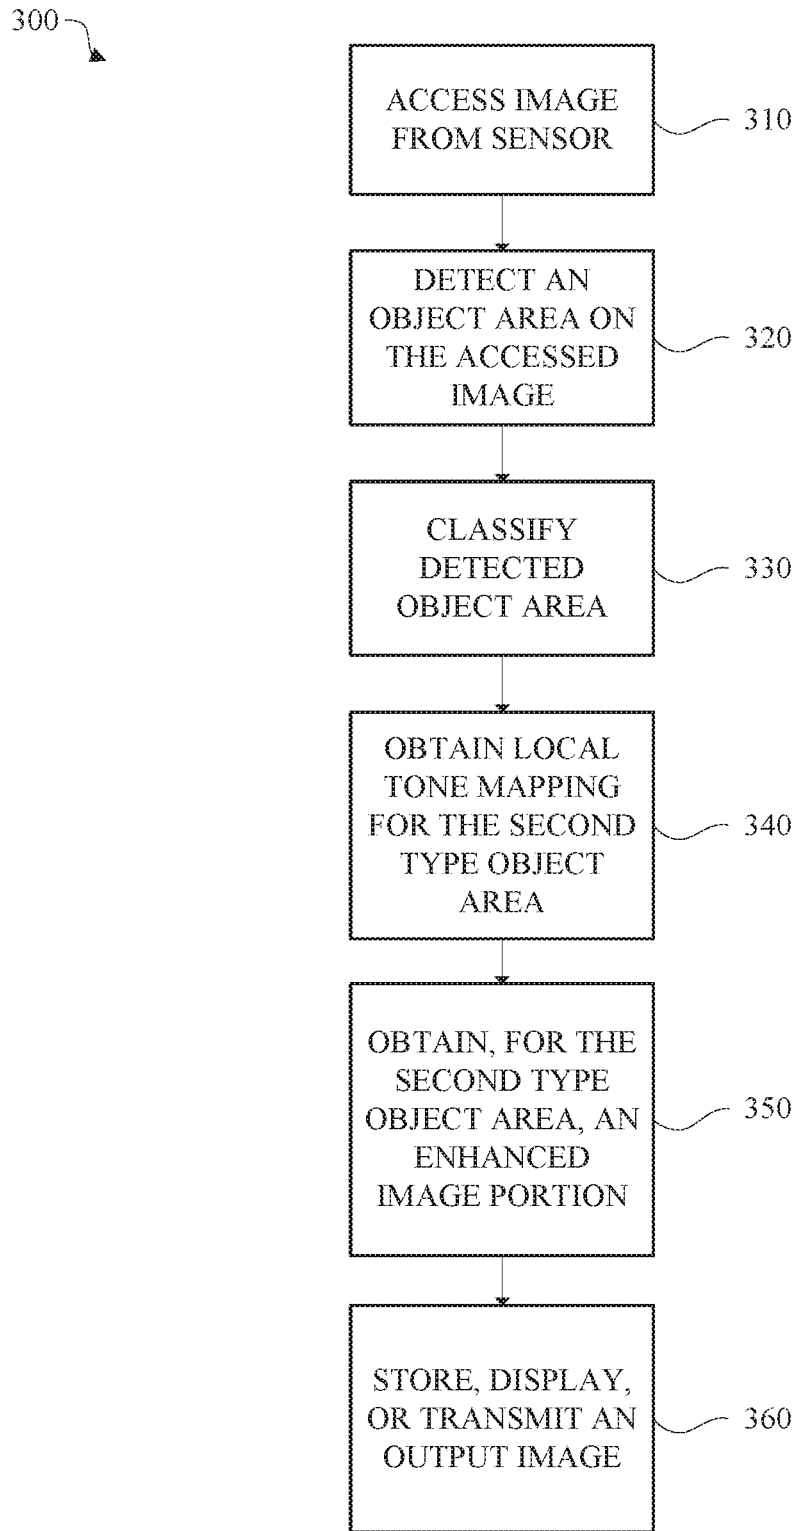 300
ACCESS IMAGE
FROM SENSOR
310
DETECT AN
OBJECT AREA ON
THE ACCESSED
IMAGE
320
CLASSIFY
DETECTED
OBJECT AREA
330
OBTAIN LOCAL
TONE MAPPING
FOR THE SECOND
TYPE OBJECT
AREA
340
OBTAIN, FOR THE
SECOND TYPE
OBJECT AREA, AN
ENHANCED
IMAGE PORTION
350
STORE, DISPLAY,
OR TRANSMIT AN
OUTPUT IMAGE
360